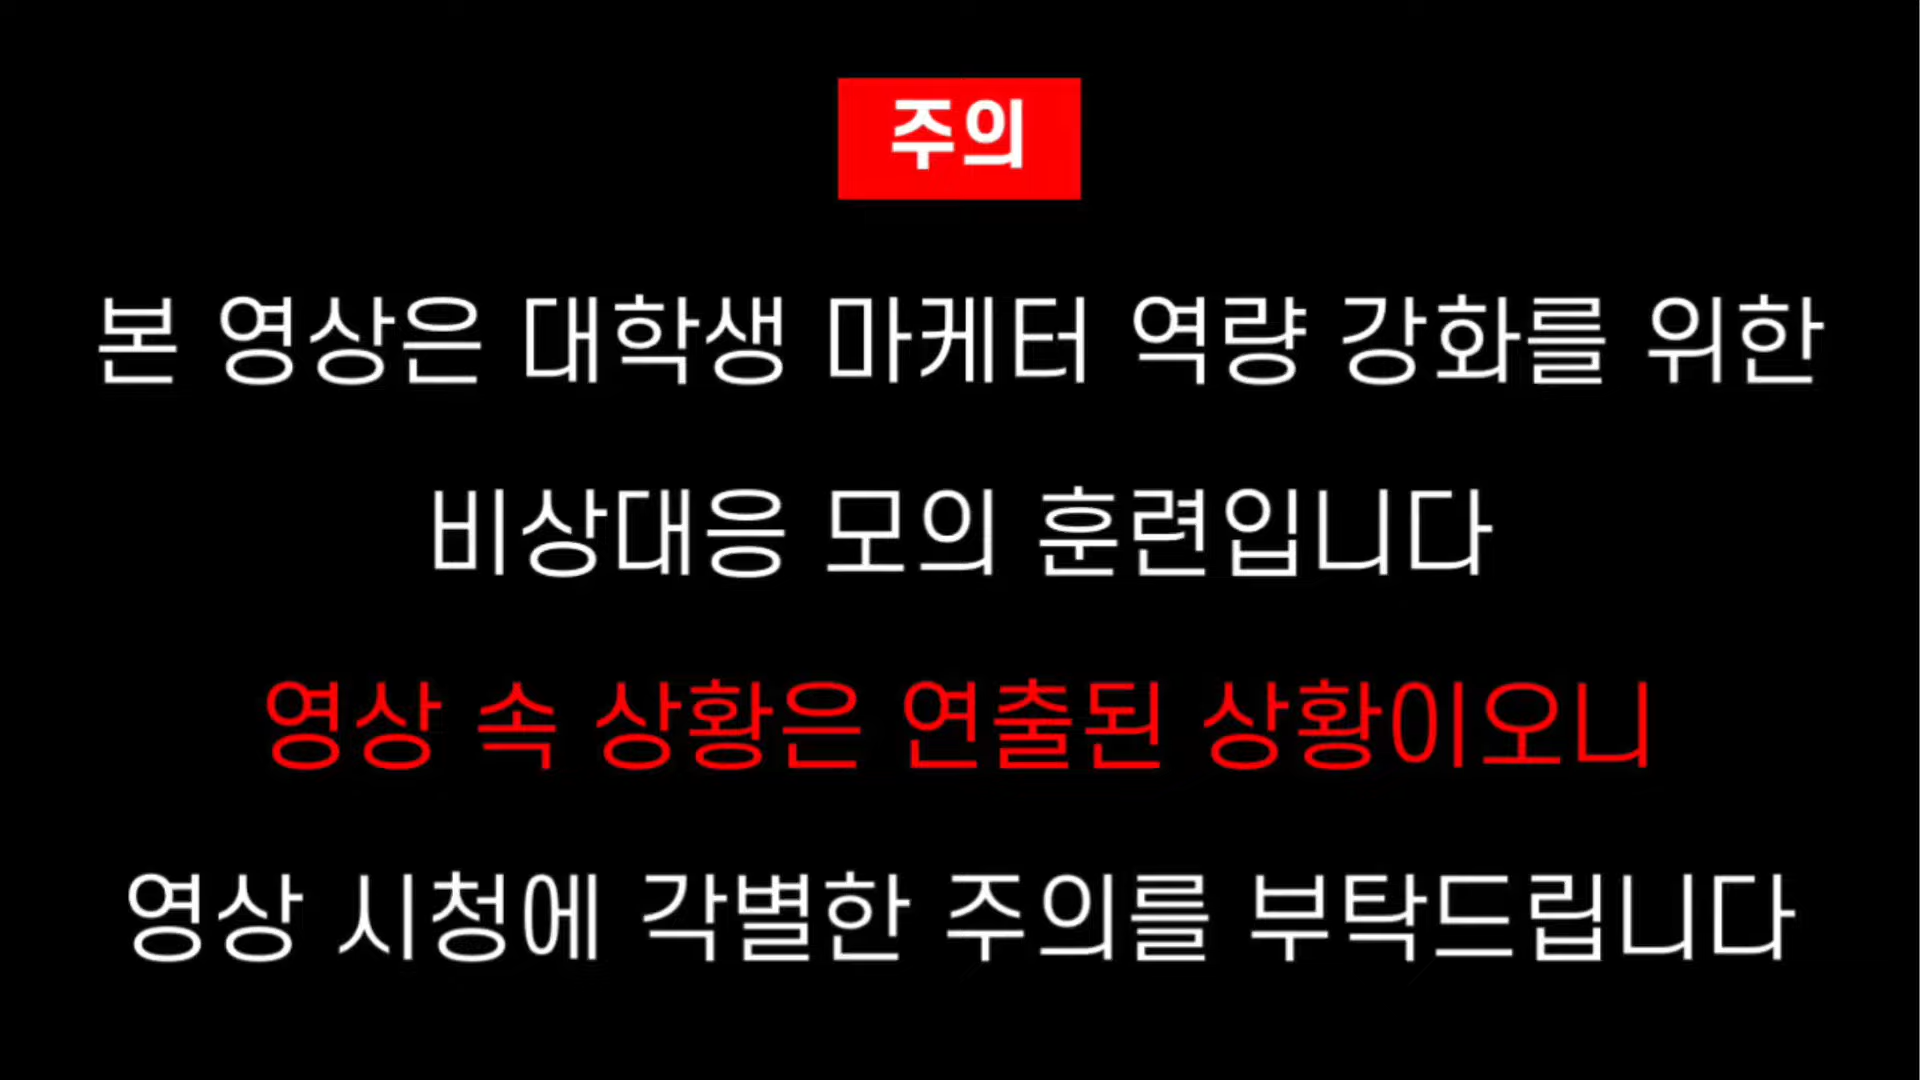 주의
본 영상은 대학생 마케터 역량 강화를 위한
비상대응 모의 훈련입니다
영상 속 상황은 연출된 상황이오니
영상 시청에 각별한 주의를 부탁드립니다